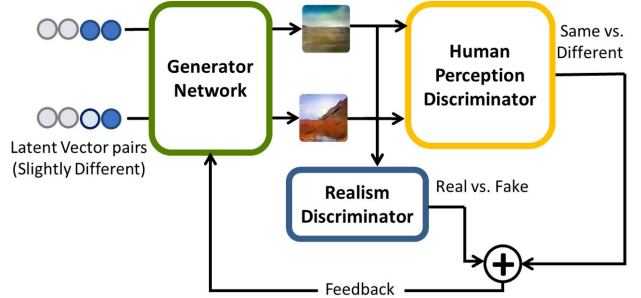 Generator
Network
Human
Perception
Discriminator
Same vs.
Different
Latent Vector pairs
(Slightly Different)
Realism
Discriminator
Real vs. Fake
+
Feedback